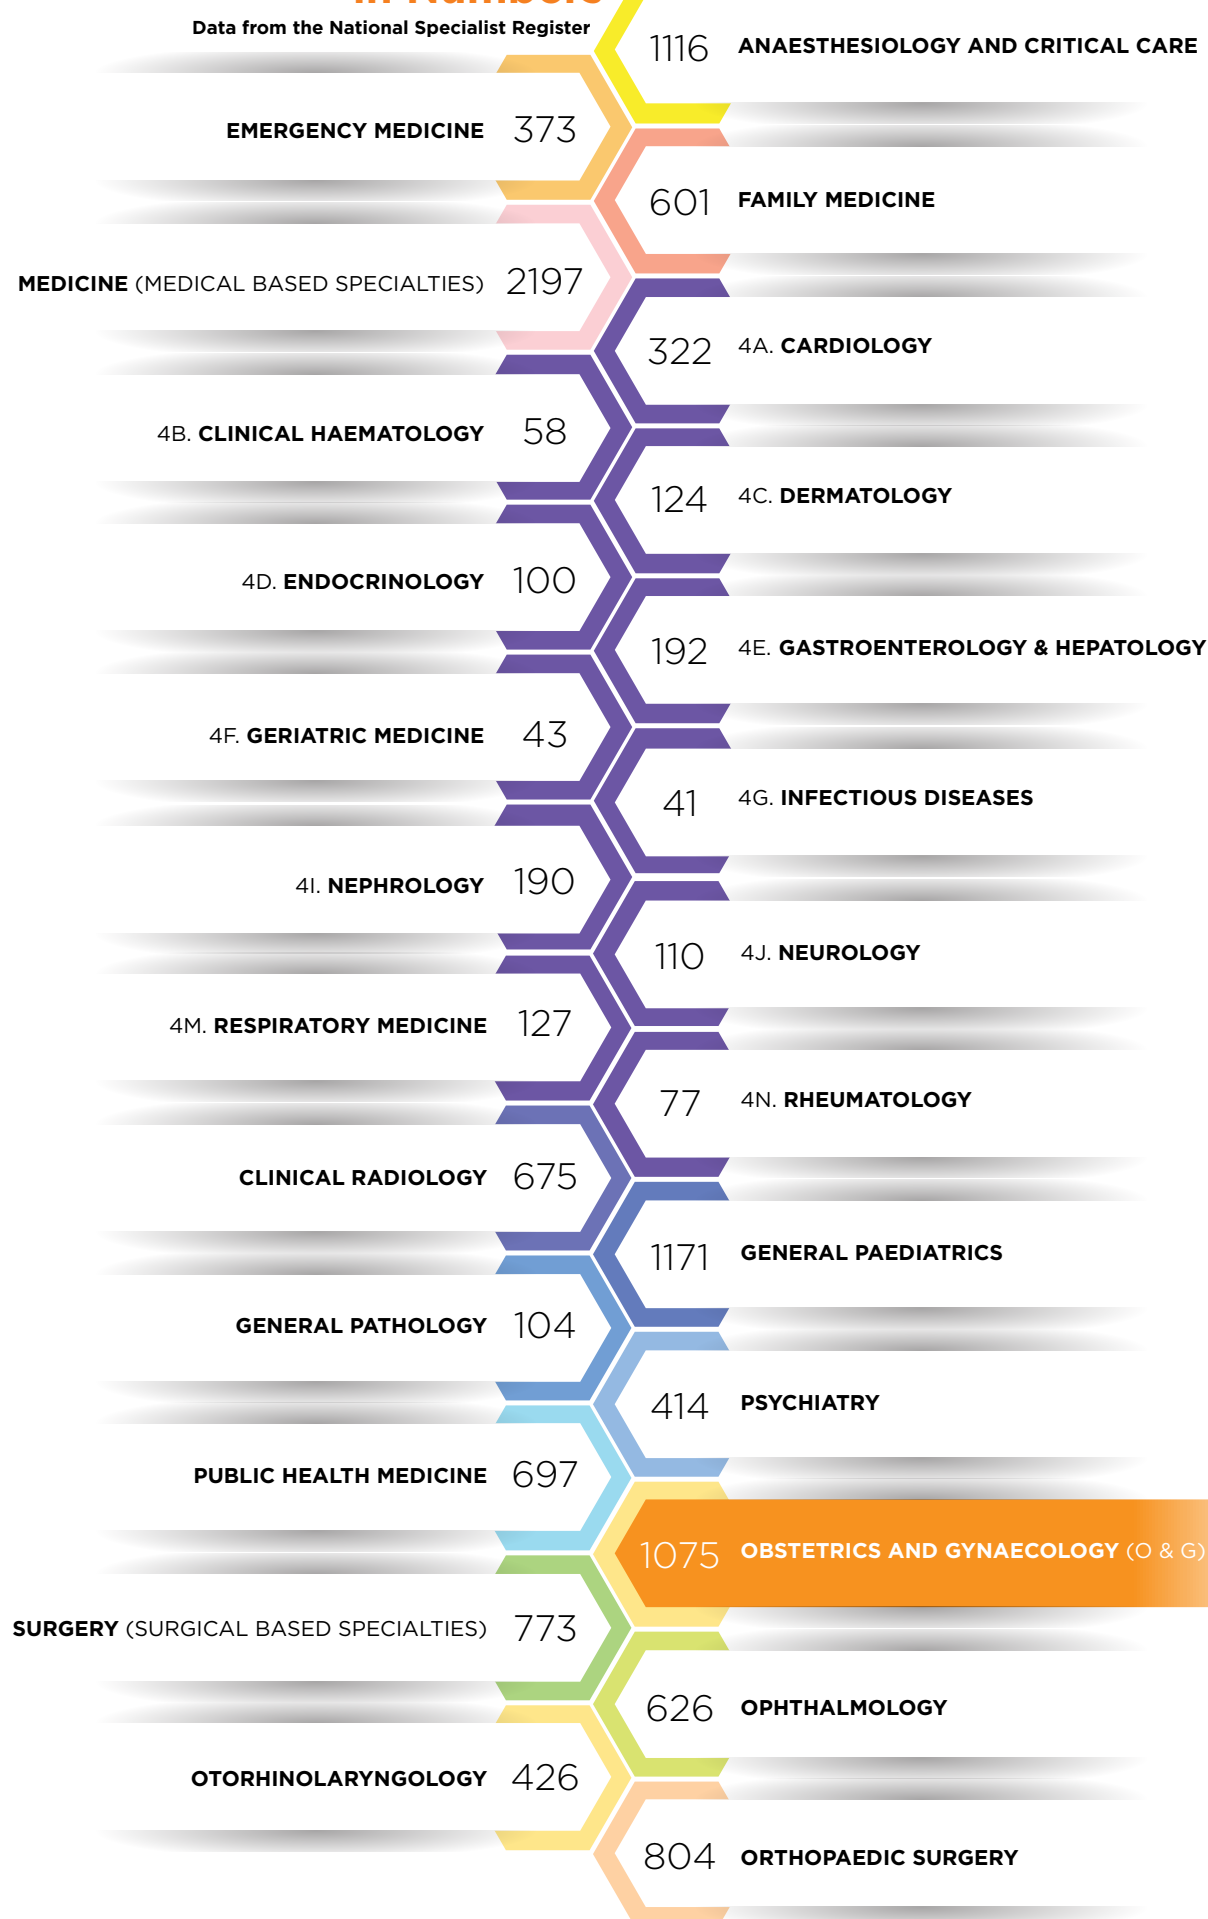 in Numbers
Data from the National Specialist Register
1116 ANAESTHESIOLOGY AND CRITICAL CARE
EMERGENCY MEDICINE 373
601 FAMILY MEDICINE
MEDICINE (MEDICAL BASED SPECIALTIES) 2197
322 4A. CARDIOLOGY
4B. CLINICAL HAEMATOLOGY 58
124 4C. DERMATOLOGY
4D. ENDOCRINOLOGY 100
192 4E. GASTROENTEROLOGY & HEPATOLOGY
4F. GERIATRIC MEDICINE 43
41 4G. INFECTIOUS DISEASES
4I. NEPHROLOGY 190
110 4J. NEUROLOGY
4M. RESPIRATORY MEDICINE 127
77 4N. RHEUMATOLOGY
CLINICAL RADIOLOGY 675
1171 GENERAL PAEDIATRICS
GENERAL PATHOLOGY 104
414 PSYCHIATRY
PUBLIC HEALTH MEDICINE 697
1075 OBSTETRICS AND GYNAECOLOGY (O & G)
SURGERY (SURGICAL BASED SPECIALTIES) 773
626 OPHTHALMOLOGY
OTORHINOLARYNGOLOGY 426
804 ORTHOPAEDIC SURGERY